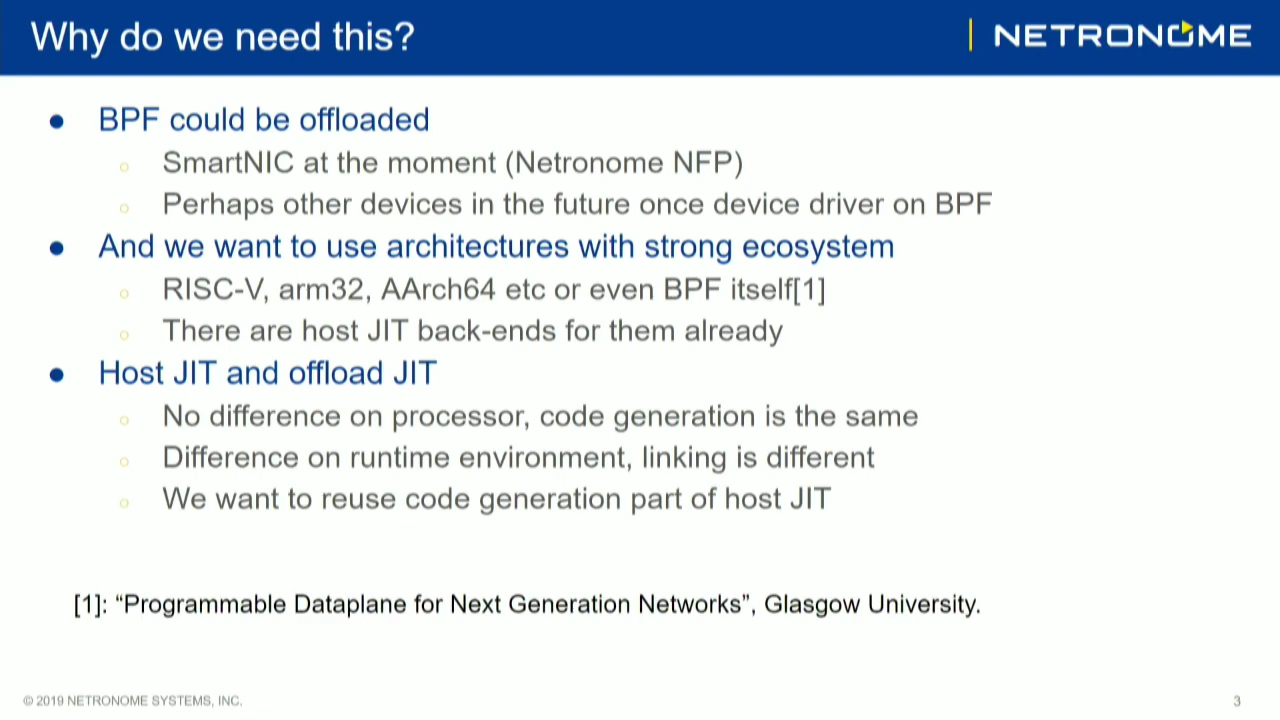 Why do we need this?
NETRONOME
● BPF could be offloaded
○ SmartNIC at the moment (Netronome NFP)
○ Perhaps other devices in the future once device driver on BPF
● And we want to use architectures with strong ecosystem
○ RISC-V, arm32, AArch64 etc or even BPF itself[1]
○ There are host JIT back-ends for them already
● Host JIT and offload JIT
○ No difference on processor, code generation is the same
○ Difference on runtime environment, linking is different
○ We want to reuse code generation part of host JIT
[1]: “Programmable Dataplane for Next Generation Networks”, Glasgow University.
© 2019 NETRONOME SYSTEMS, INC.
3